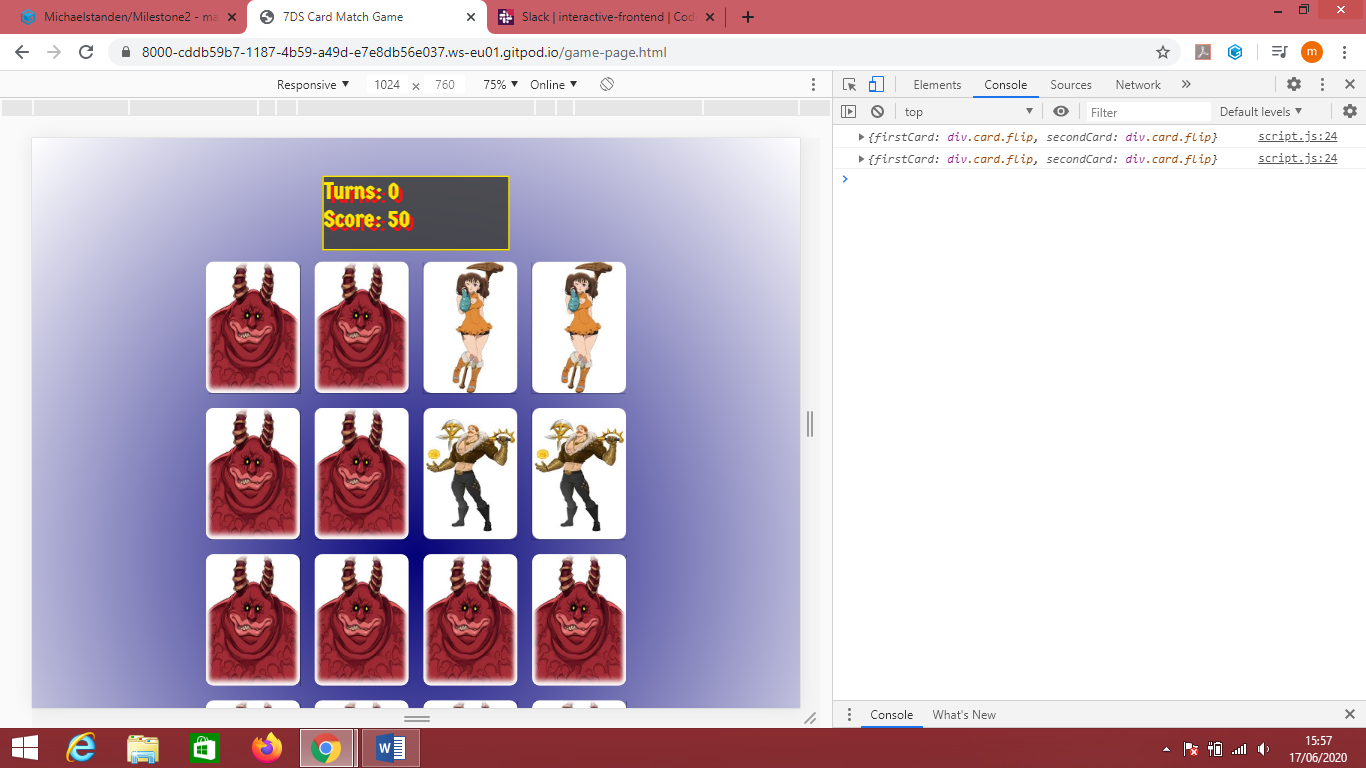 Michaelstanden/Milestone2 - ma
7DS Card Match Game
Slack | interactive-frontend | Cod
8000-cddb59b7-1187-4b59-a49d-e7e8db56e037.ws-eu01.gitpod.io/game-page.html
m
Responsive ▼ 1024 × 760 75% ▼ Online ▼
Elements Console Sources Network »
top ▼ Filter Default levels ▼
▶ {firstCard: div.card.flip, secondCard: div.card.flip} script.js:24
▶ {firstCard: div.card.flip, secondCard: div.card.flip} script.js:24
Turns: 0
Score: 50
Console What's New
15:57
17/06/2020